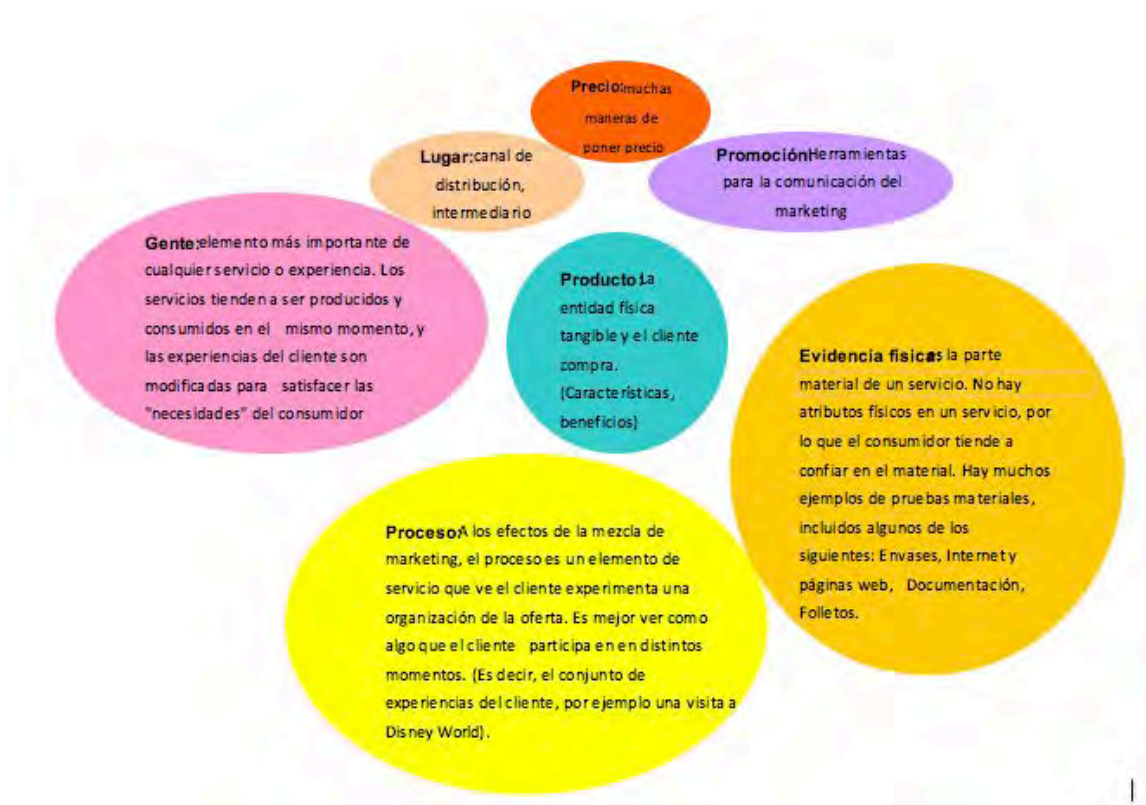 Precio:muchas
maneras de
poner precio
Lugar:canal de
distribución,
intermediario
Promoción:Herramientas
para la comunicación del
marketing
Gente:elemento más importante de
cualquier servicio o experiencia. Los
servicios tienden a ser producidos y
consumidos en el mismo momento, y
las experiencias del cliente son
modificadas para satisfacer las
"necesidades" del consumidor
Producto:La
entidad física
tangible y el cliente
compra.
(Características,
beneficios)
Evidencia física:es la parte
material de un servicio. No hay
atributos físicos en un servicio, por
lo que el consumidor tiende a
confiar en el material. Hay muchos
ejemplos de pruebas materiales,
incluidos algunos de los
siguientes: Envases, Internet y
páginas web, Documentación,
Folletos.
Proceso:A los efectos de la mezcla de
marketing, el proceso es un elemento de
servicio que ve el cliente experimenta una
organización de la oferta. Es mejor ver como
algo que el cliente participa en en distintos
momentos. (Es decir, el conjunto de
experiencias del cliente, por ejemplo una visita a
Disney World).